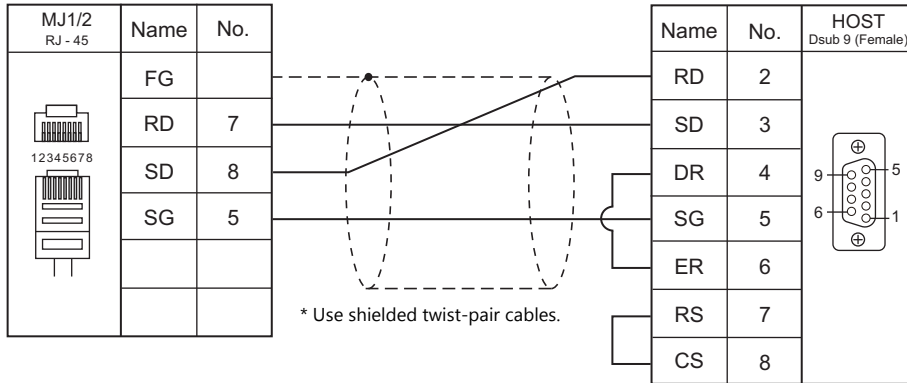 MJ1/2
RJ - 45
Name No.
FG
RD 7
SD 8
SG 5
12345678
* Use shielded twist-pair cables.
Name No.
HOST
Dsub 9 (Female)
RD 2
SD 3
DR 4
SG 5
ER 6
RS 7
CS 8
9 5
6 1